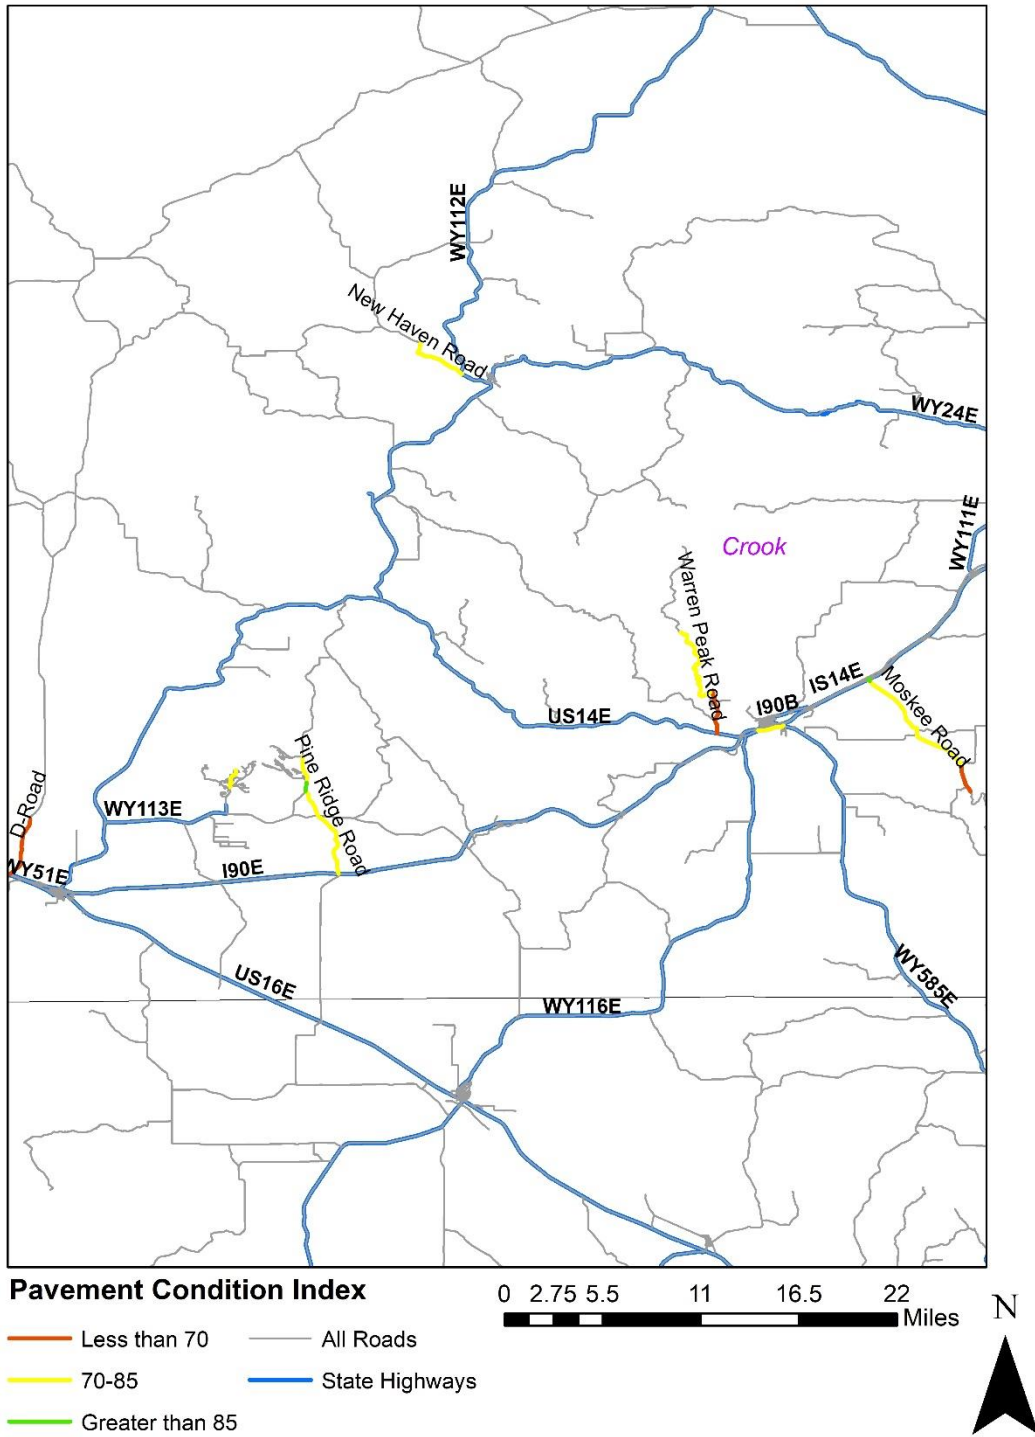 WY112E
New Haven Road
WY24E
WY111E
Crook
Warren Peak Road
IS14E
I90B
Moskee Road
US14E
Pine Ridge Road
D-Road
WY113E
WY51E
I90E
US16E
WY585E
WY116E
Pavement Condition Index
0 2.75 5.5 11 16.5 22
Miles
N
Less than 70
All Roads
70-85
State Highways
Greater than 85